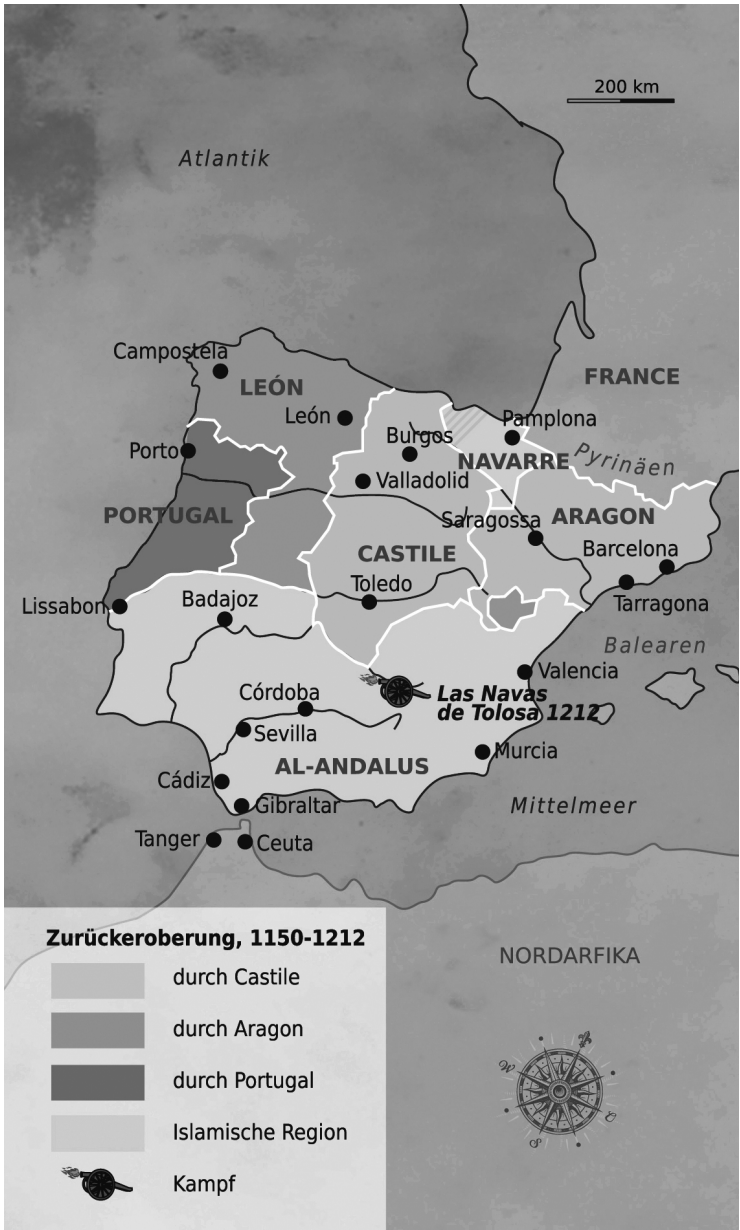 200 km
Atlantik
Campostela
LEÓN
FRANCE
León
Pamplona
Burgos
Porto
NAVARRE
Pyrinäen
Valladolid
PORTUGAL
Saragossa
ARAGON
CASTILE
Barcelona
Toledo
Lissabon
Badajoz
Tarragona
Balearen
Valencia
Córdoba
Las Navas
de Tolosa 1212
Sevilla
Murcia
AL-ANDALUS
Cádiz
Gibraltar
Mittelmeer
Tanger
Ceuta
Zurückeroberung, 1150-1212
durch Castile
durch Aragon
durch Portugal
Islamische Region
Kampf
NORDARFIKA
W
O
S